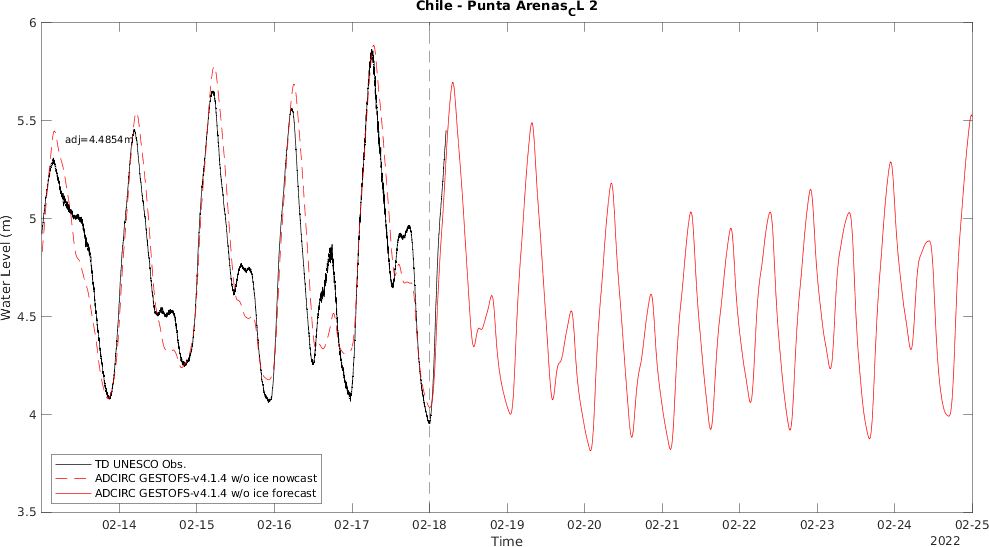 Chile - Punta Arenas_CL 2
Water Level (m)
6
5.5
5
4.5
4
3.5
adj=4.4854m
TD UNESCO Obs.
ADCIRC GESTOFS-v4.1.4 w/o ice nowcast
ADCIRC GESTOFS-v4.1.4 w/o ice forecast
02-14 02-15 02-16 02-17 02-18 02-19 02-20 02-21 02-22 02-23 02-24 02-25
Time
2022